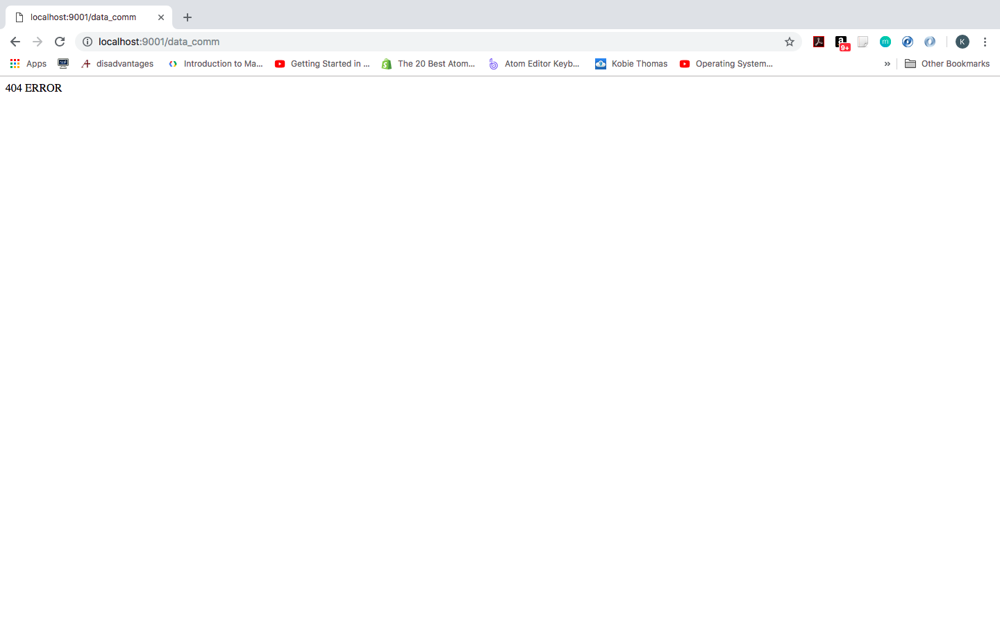 localhost:9001/data_comm
localhost:9001/data_comm
9+
m
K
Apps
disadvantages
Introduction to Ma...
Getting Started in ...
The 20 Best Atom...
Atom Editor Keyb...
Kobie Thomas
Operating System...
»
Other Bookmarks
404 ERROR